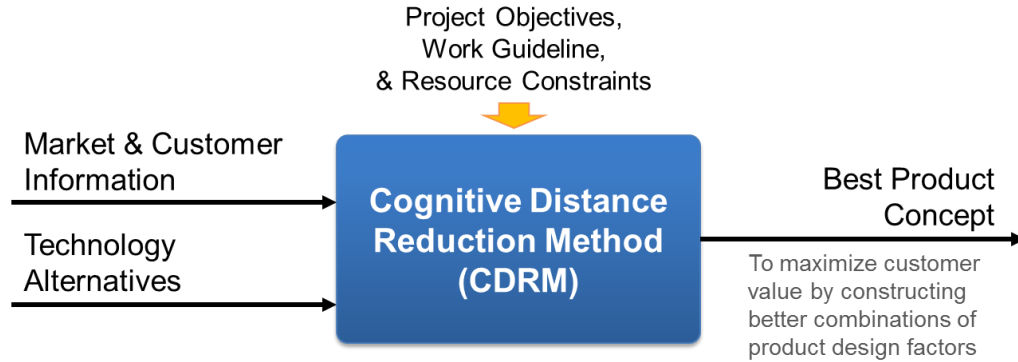 Project Objectives,
Work Guideline,
& Resource Constraints
Market & Customer
Information
Technology
Alternatives
Cognitive Distance
Reduction Method
(CDRM)
Best Product
Concept
To maximize customer
value by constructing
better combinations of
product design factors